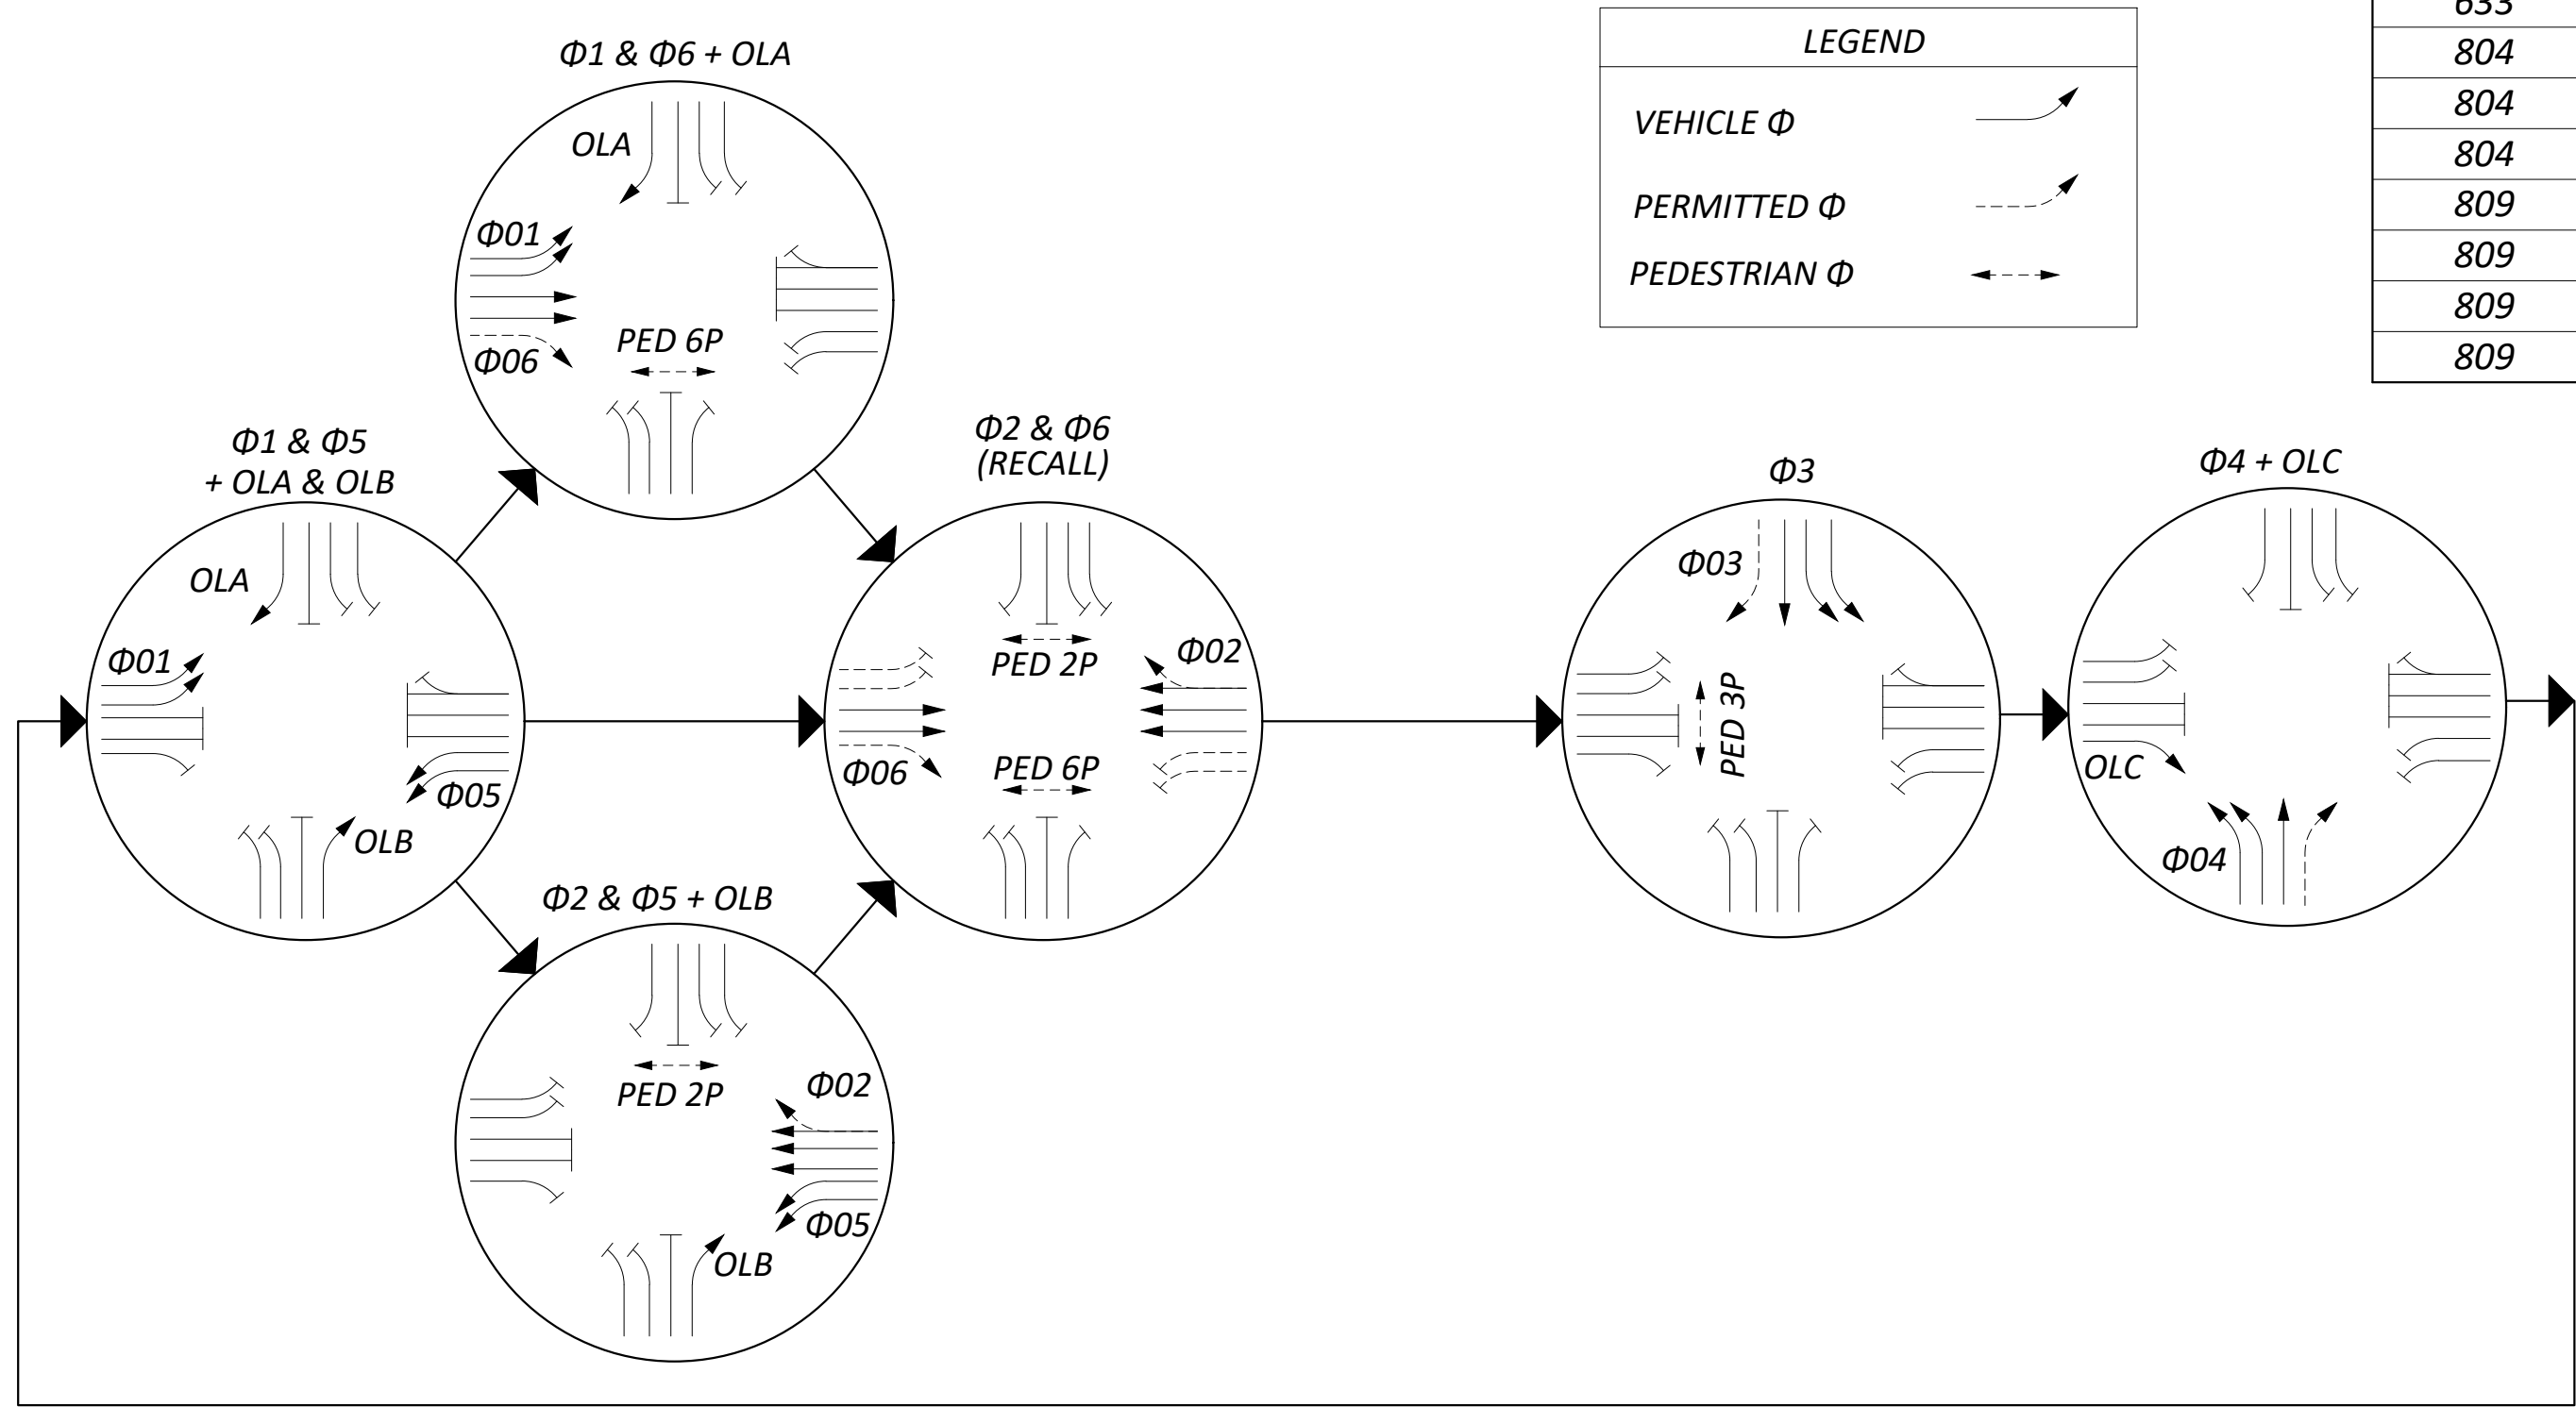 633
804
804
804
809
809
809
809
LEGEND
VEHICLE Φ
PERMITTED Φ
PEDESTRIAN Φ
Φ1 & Φ6 + OLA
OLA
Φ01
PED 6P
Φ06
Φ1 & Φ5
+ OLA & OLB
OLA
Φ01
Φ05
OLB
Φ2 & Φ6
(RECALL)
Φ02
PED 2P
PED 6P
Φ06
Φ2 & Φ5 + OLB
PED 2P
Φ02
Φ05
OLB
Φ3
Φ03
PED 3P
Φ4 + OLC
OLC
Φ04